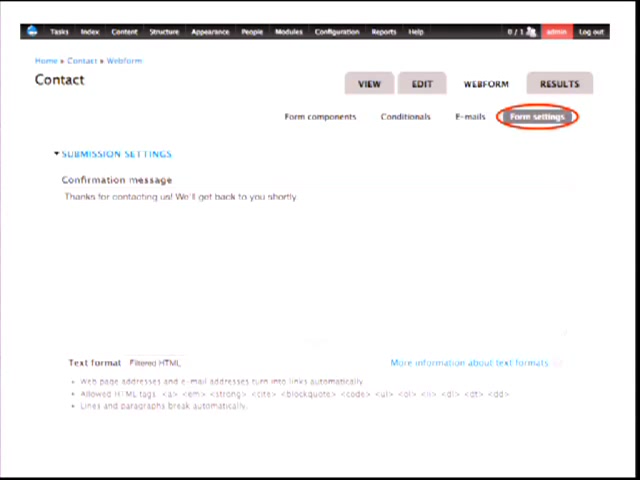 Tasks Index Content Structure Appearance People Modules Configuration Reports Help 0 / 1 admin Log out
Home » Contact » Webform
Contact
VIEW EDIT WEBFORM RESULTS
Form components Conditionals E-mails Form settings
SUBMISSION SETTINGS
Confirmation message
Thanks for contacting us! We'll get back to you shortly.
Text format Filtered HTML
More information about text formats
• Web page addresses and e-mail addresses turn into links automatically.
• Allowed HTML tags: <a> <em> <strong> <cite> <blockquote> <code> <ul> <ol> <li> <dl> <dt> <dd>
• Lines and paragraphs break automatically.